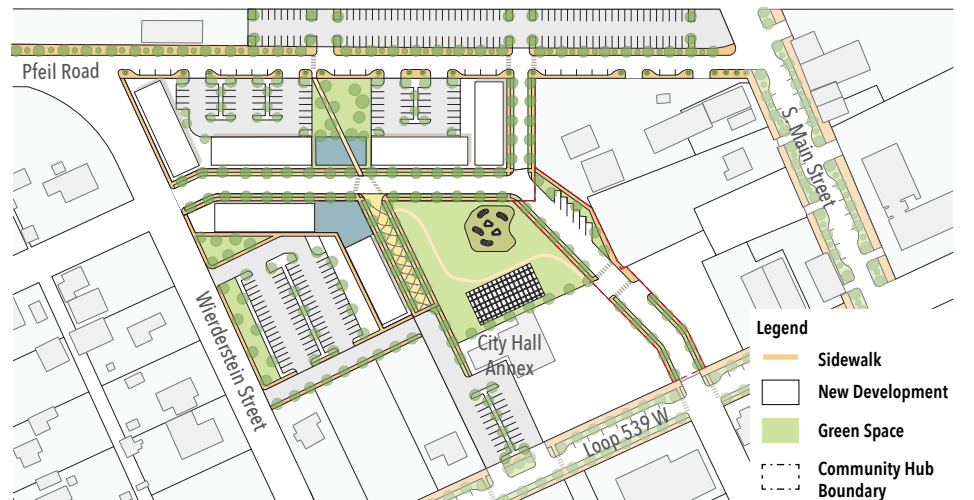 Pfeil Road
S. Main Street
Wierderstein Street
City Hall
Annex
Loop 539 W
Legend
Sidewalk
New Development
Green Space
Community Hub
Boundary